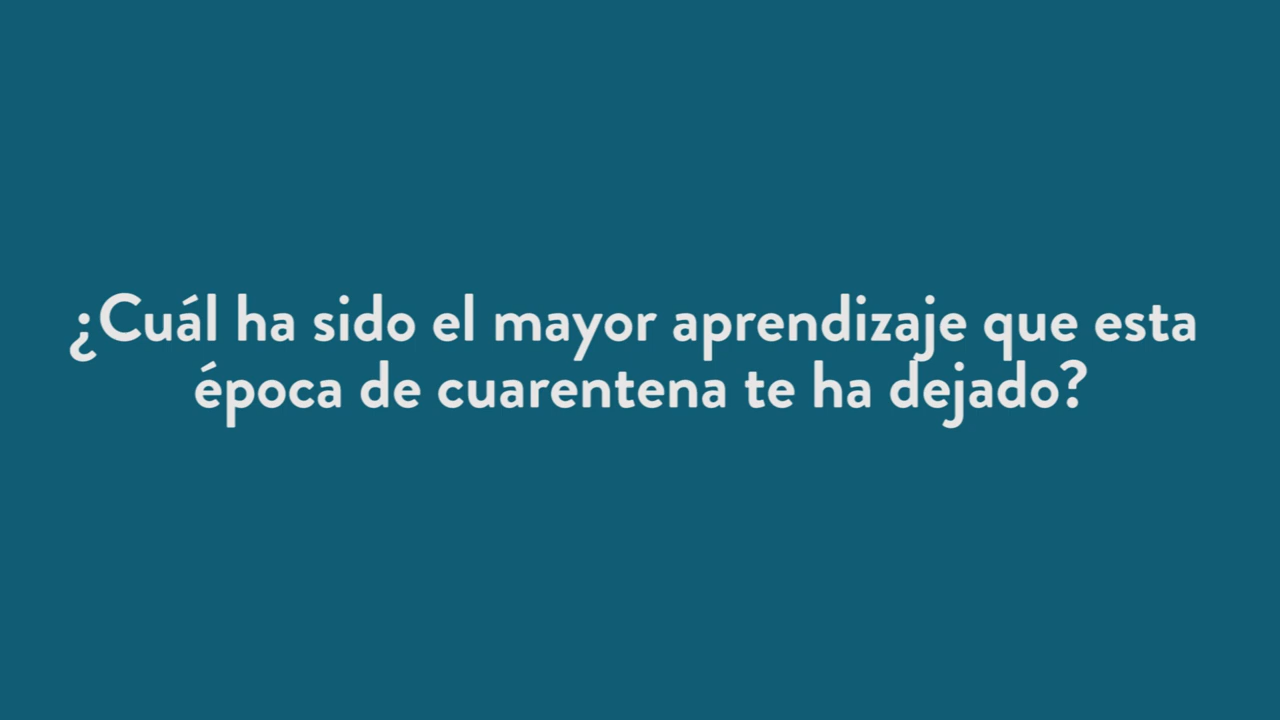 ¿Cuál ha sido el mayor aprendizaje que esta
época de cuarentena te ha dejado?